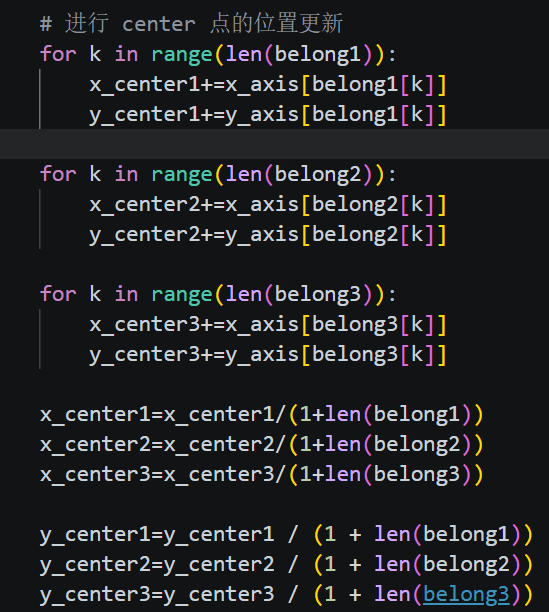 # 进行 center 点的位置更新
for k in range(len(belong1)):
    x_center1+=x_axis[belong1[k]]
    y_center1+=y_axis[belong1[k]]
for k in range(len(belong2)):
    x_center2+=x_axis[belong2[k]]
    y_center2+=y_axis[belong2[k]]
for k in range(len(belong3)):
    x_center3+=x_axis[belong3[k]]
    y_center3+=y_axis[belong3[k]]
x_center1=x_center1/(1+len(belong1))
x_center2=x_center2/(1+len(belong2))
x_center3=x_center3/(1+len(belong3))
y_center1=y_center1 / (1 + len(belong1))
y_center2=y_center2 / (1 + len(belong2))
y_center3=y_center3 / (1 + len(belong3))